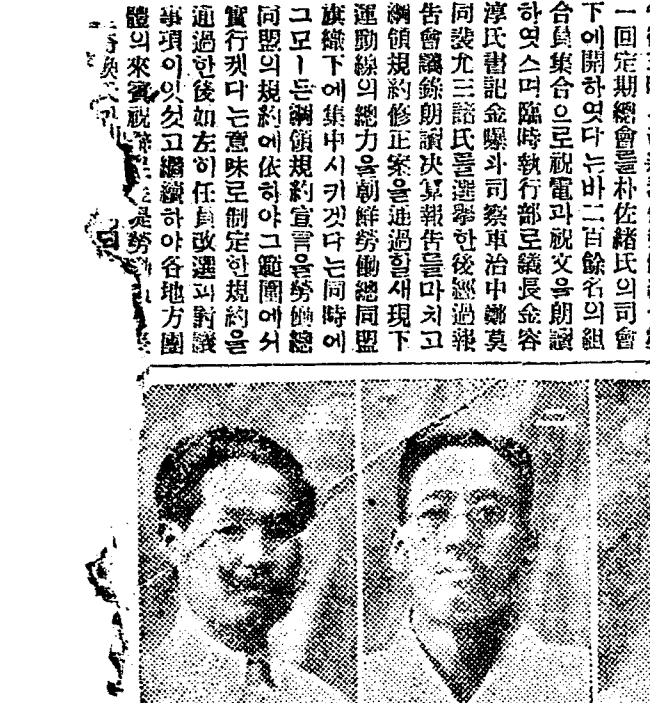 一回定期總會를朴佐緖氏의司會
下에開하엿다는바二百餘名의組
合員集合으로祝電과祝文을朗讀
하엿스며臨時執行部로議長金容
淳氏書記金曝와司察車治中鄭莫
同裴尤三諸氏를選擧한後經過報
告會議錄朗讀決算報告를마치고
綱領規約修正案을通過할새現下
運動線의總力을朝鮮勞働總同盟
旗織下에集中시키겟다는同時에
그모ー든綱領規約宣言을勞働總
同盟의規約에依하야그範圍에서
實行켓다는意味로制定한規約을
通過한後如左히任員改選과討議
事項이잇섯고繼續하야各地方團
體의來賓祝